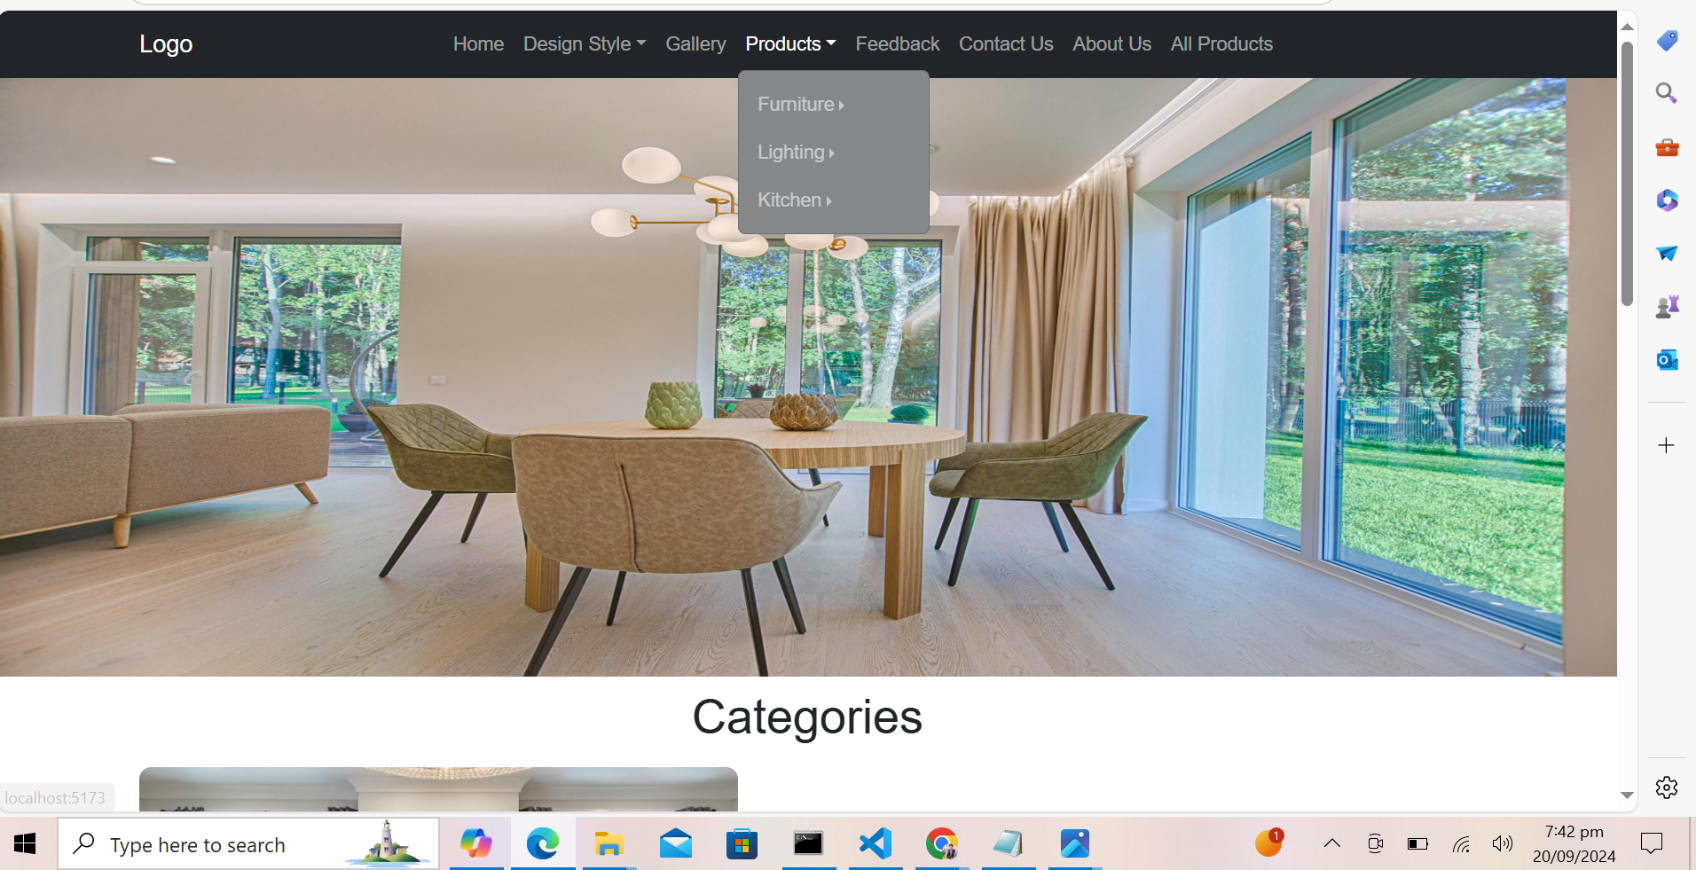 Logo
Home Design Style Gallery Products Feedback Contact Us About Us All Products
Furniture
Lighting
Kitchen
Categories
localhost:5173
Type here to search
1
7:42 pm
20/09/2024